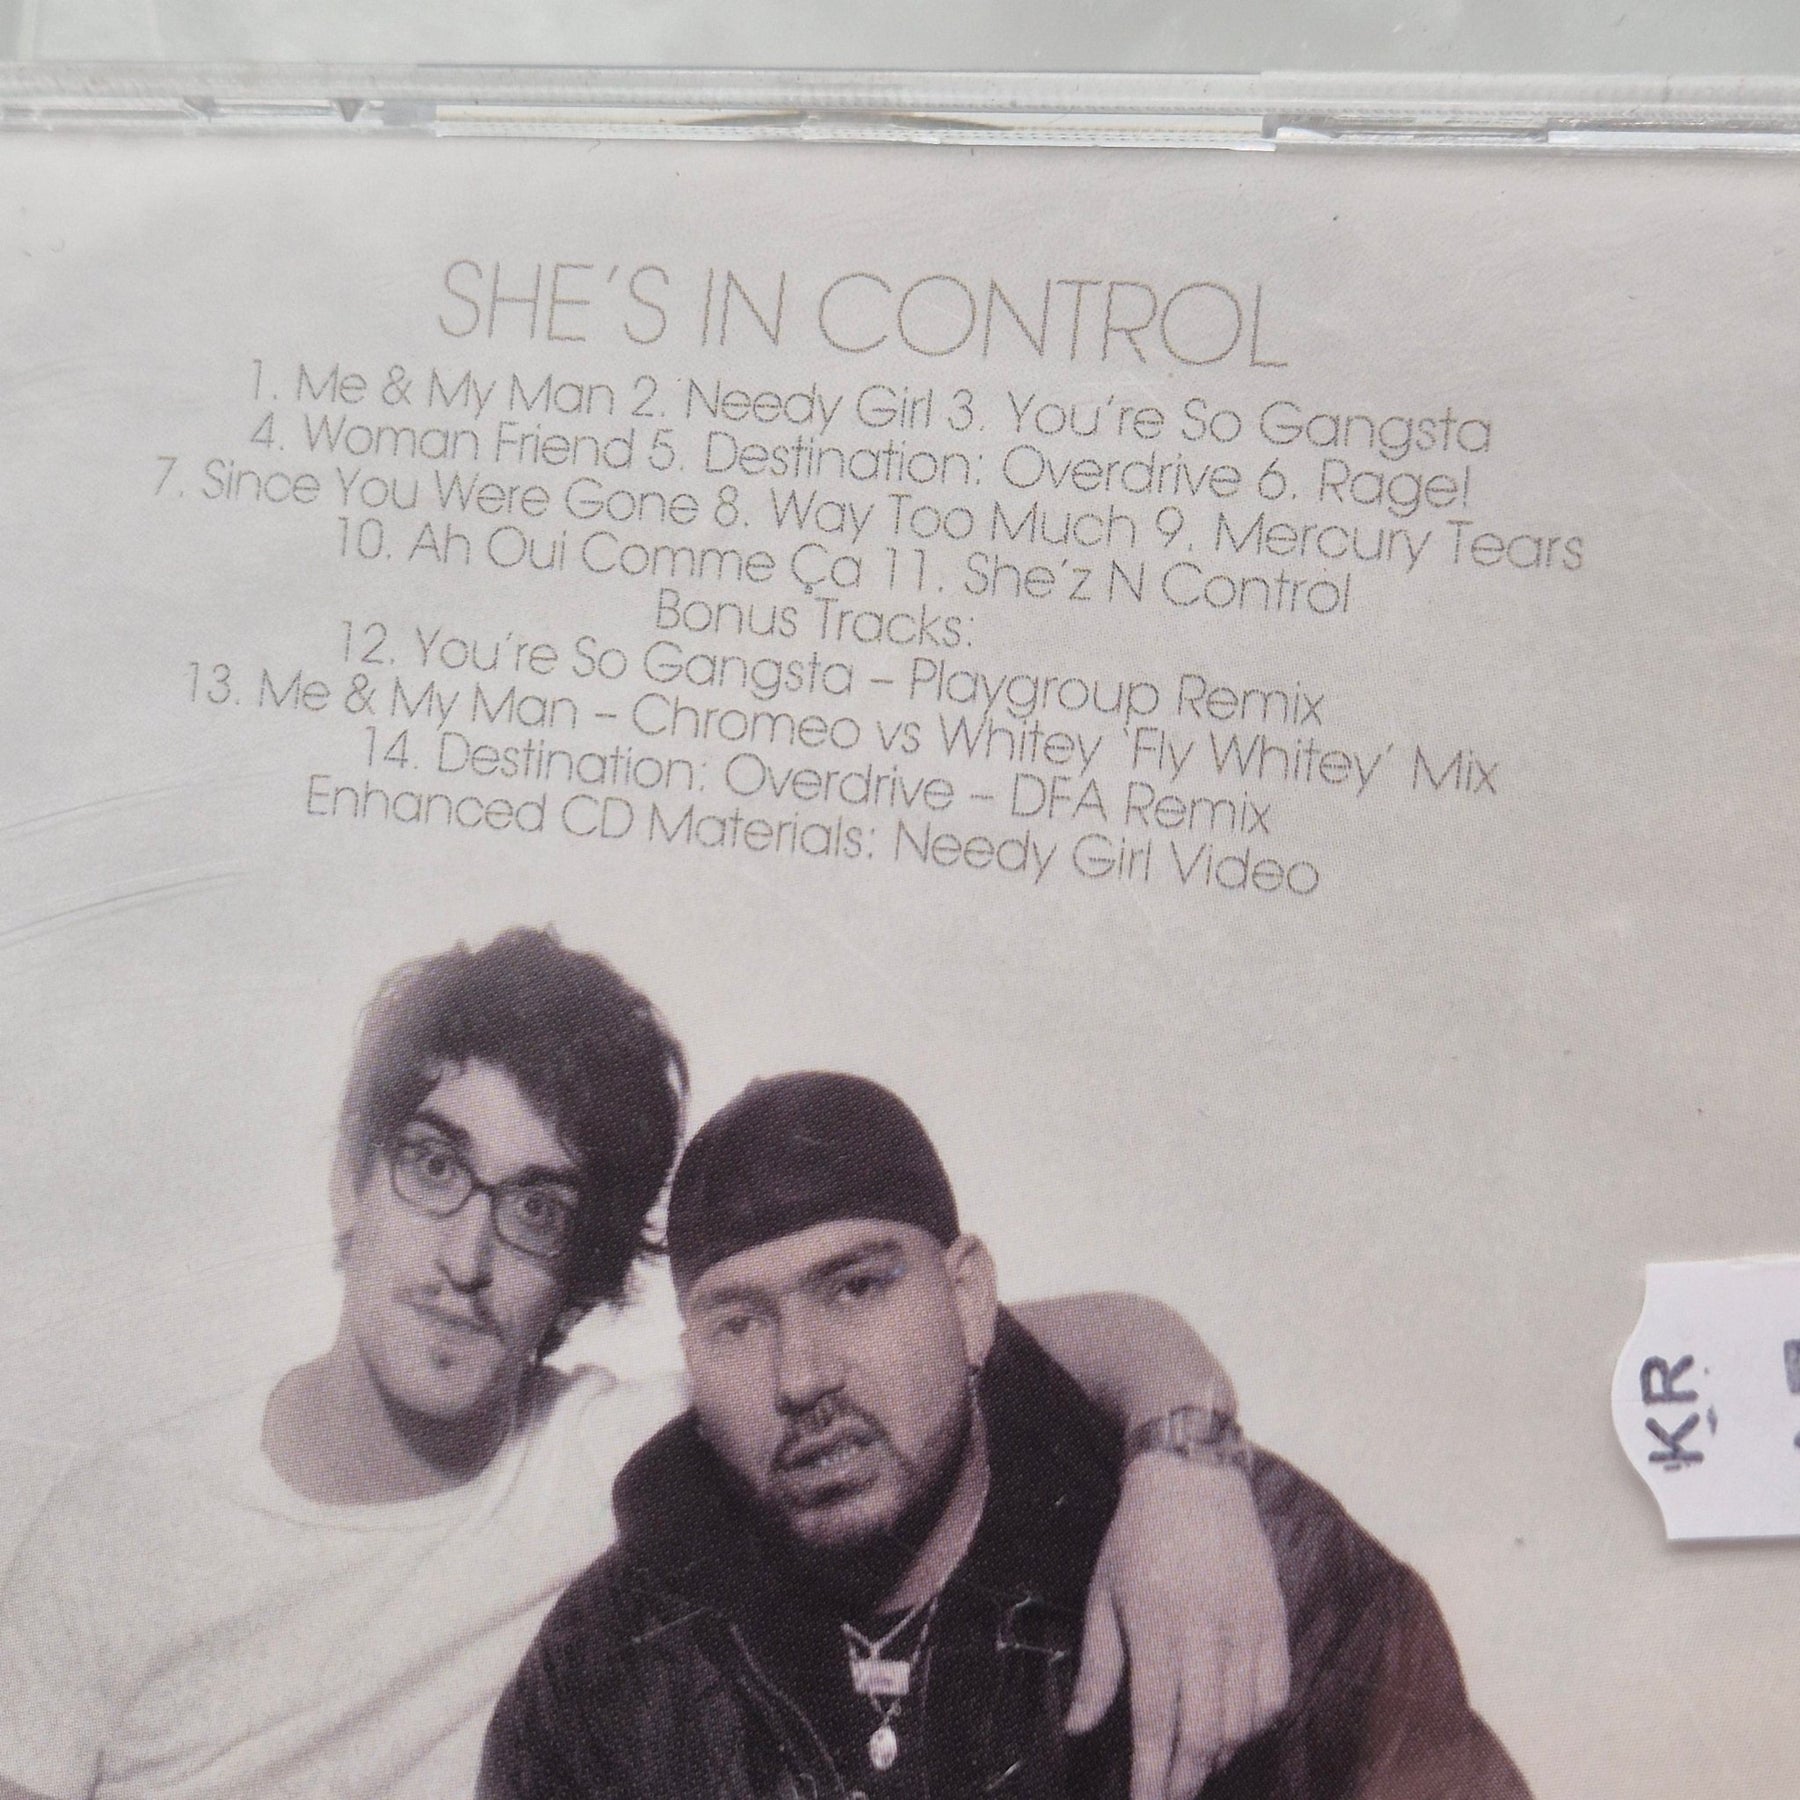 SHE'S IN CONTROL
1. Me & My Man 2. Needy Girl 3. You're So Gangsta
4. Woman Friend 5. Destination: Overdrive 6. Rage!
7. Since You Were Gone 8. Way Too Much 9. Mercury Tears
10. Ah Oui Comme Ça 11. She'z N Control
Bonus Tracks:
12. You're So Gangsta – Playgroup Remix
13. Me & My Man – Chromeo vs Whitey 'Fly Whitey' Mix
14. Destination: Overdrive – DFA Remix
Enhanced CD Materials: Needy Girl Video
KR